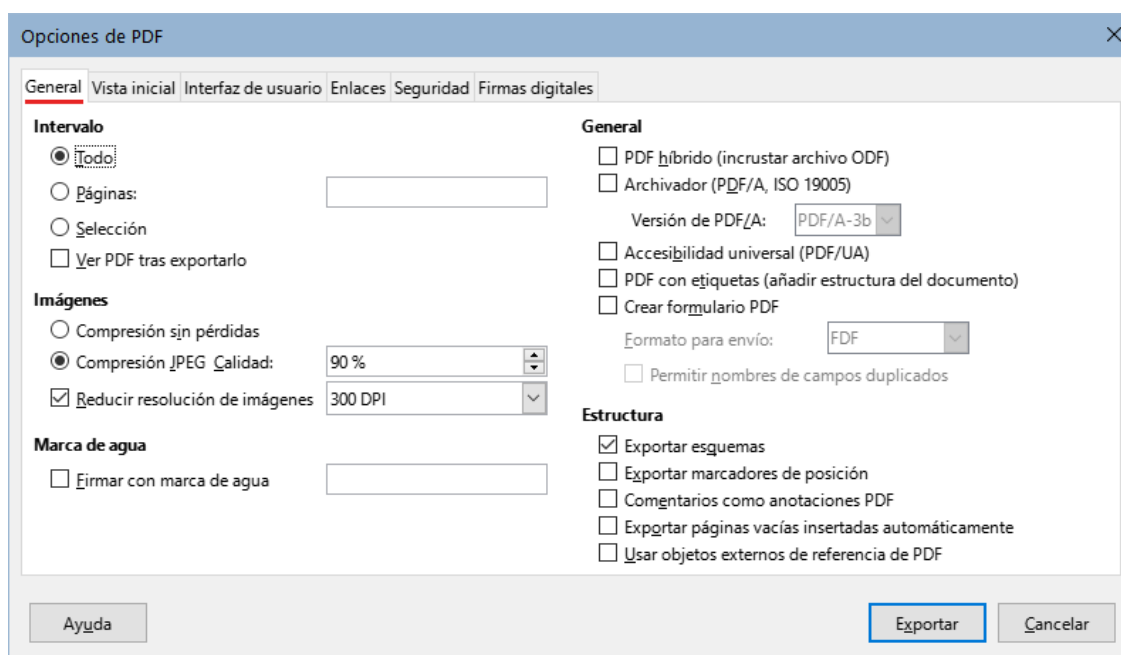 Opciones de PDF
General Vista inicial Interfaz de usuario Enlaces Seguridad Firmas digitales
Intervalo
Todo
Páginas:
Selección
Ver PDF tras exportarlo
Imágenes
Compresión sin pérdidas
Compresión JPEG Calidad: 90 %
Reducir resolución de imágenes 300 DPI
Marca de agua
Firmar con marca de agua
General
PDF híbrido (incrustar archivo ODF)
Archivador (PDF/A, ISO 19005)
Versión de PDF/A: PDF/A-3b
Accesibilidad universal (PDF/UA)
PDF con etiquetas (añadir estructura del documento)
Crear formulario PDF
Formato para envío: FDF
Permitir nombres de campos duplicados
Estructura
Exportar esquemas
Exportar marcadores de posición
Comentarios como anotaciones PDF
Exportar páginas vacías insertadas automáticamente
Usar objetos externos de referencia de PDF
Ayuda Exportar Cancelar